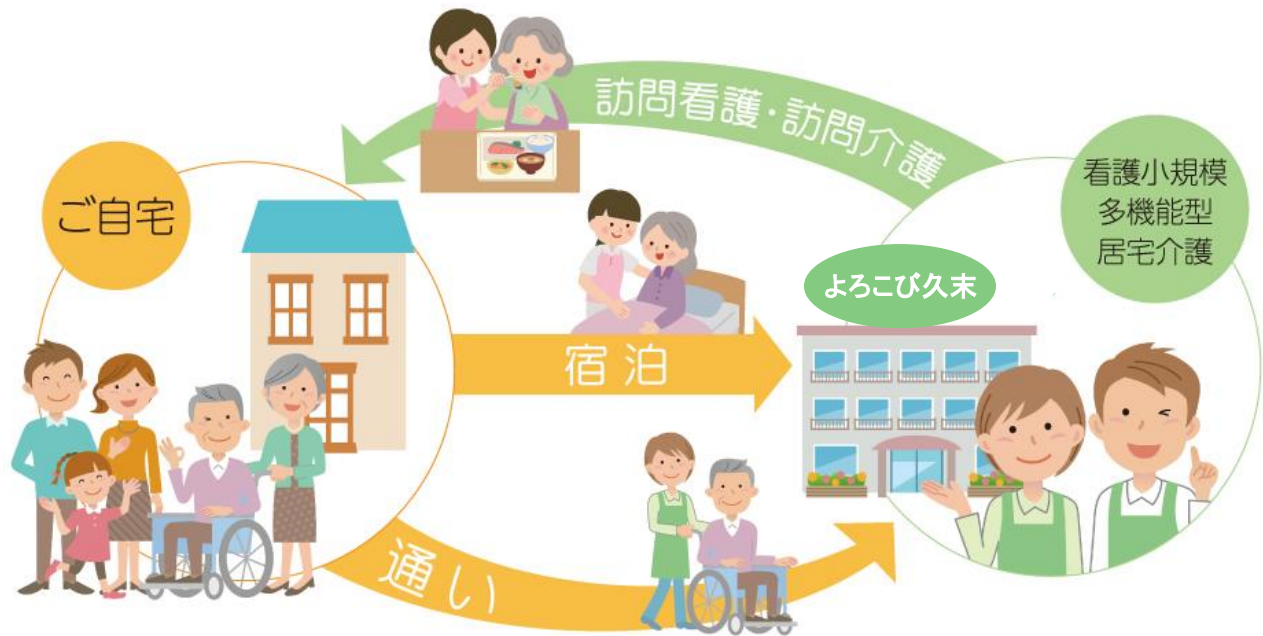 訪問看護・訪問介護
ご自宅
看護小規模
多機能型
居宅介護
よろこび久末
宿泊
通い